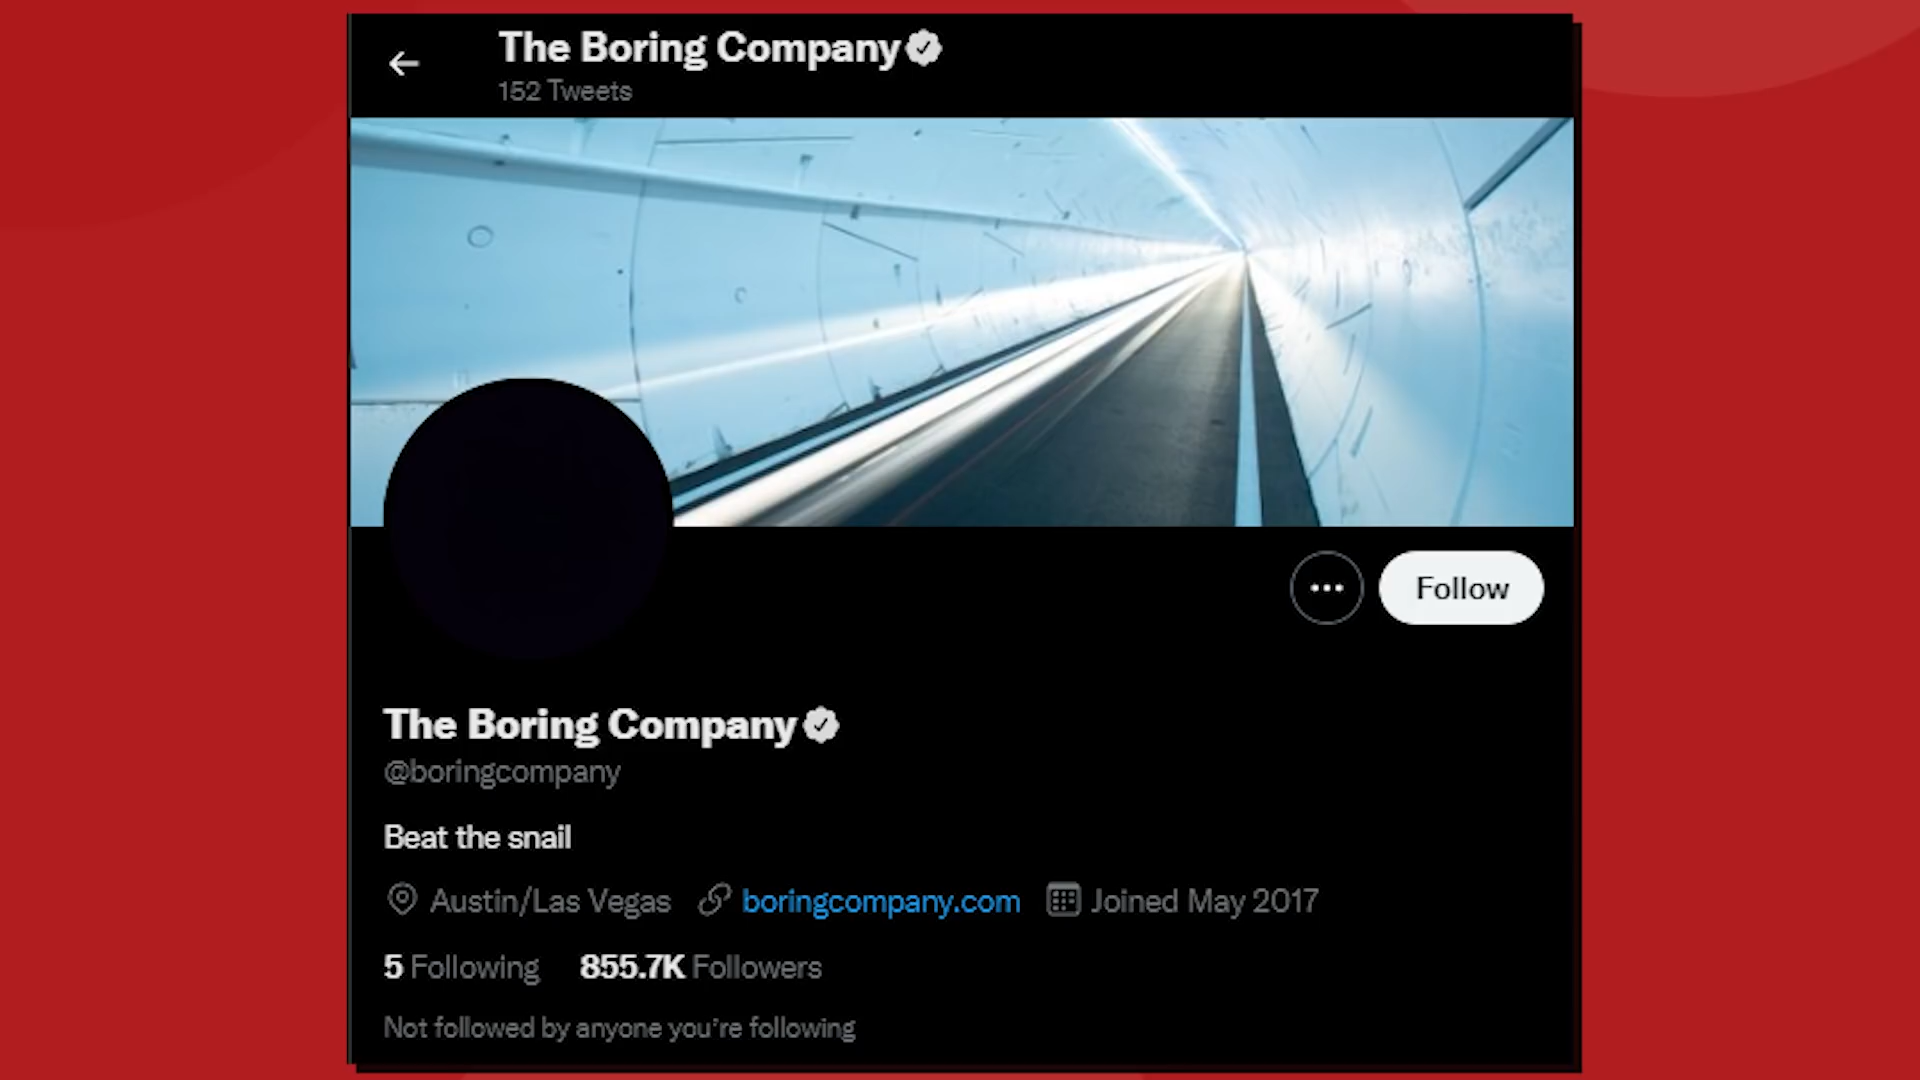 The Boring Company
152 Tweets
Follow
The Boring Company
@boringcompany
Beat the snail
Austin/Las Vegas boringcompany.com Joined May 2017
5 Following 855.7K Followers
Not followed by anyone you're following